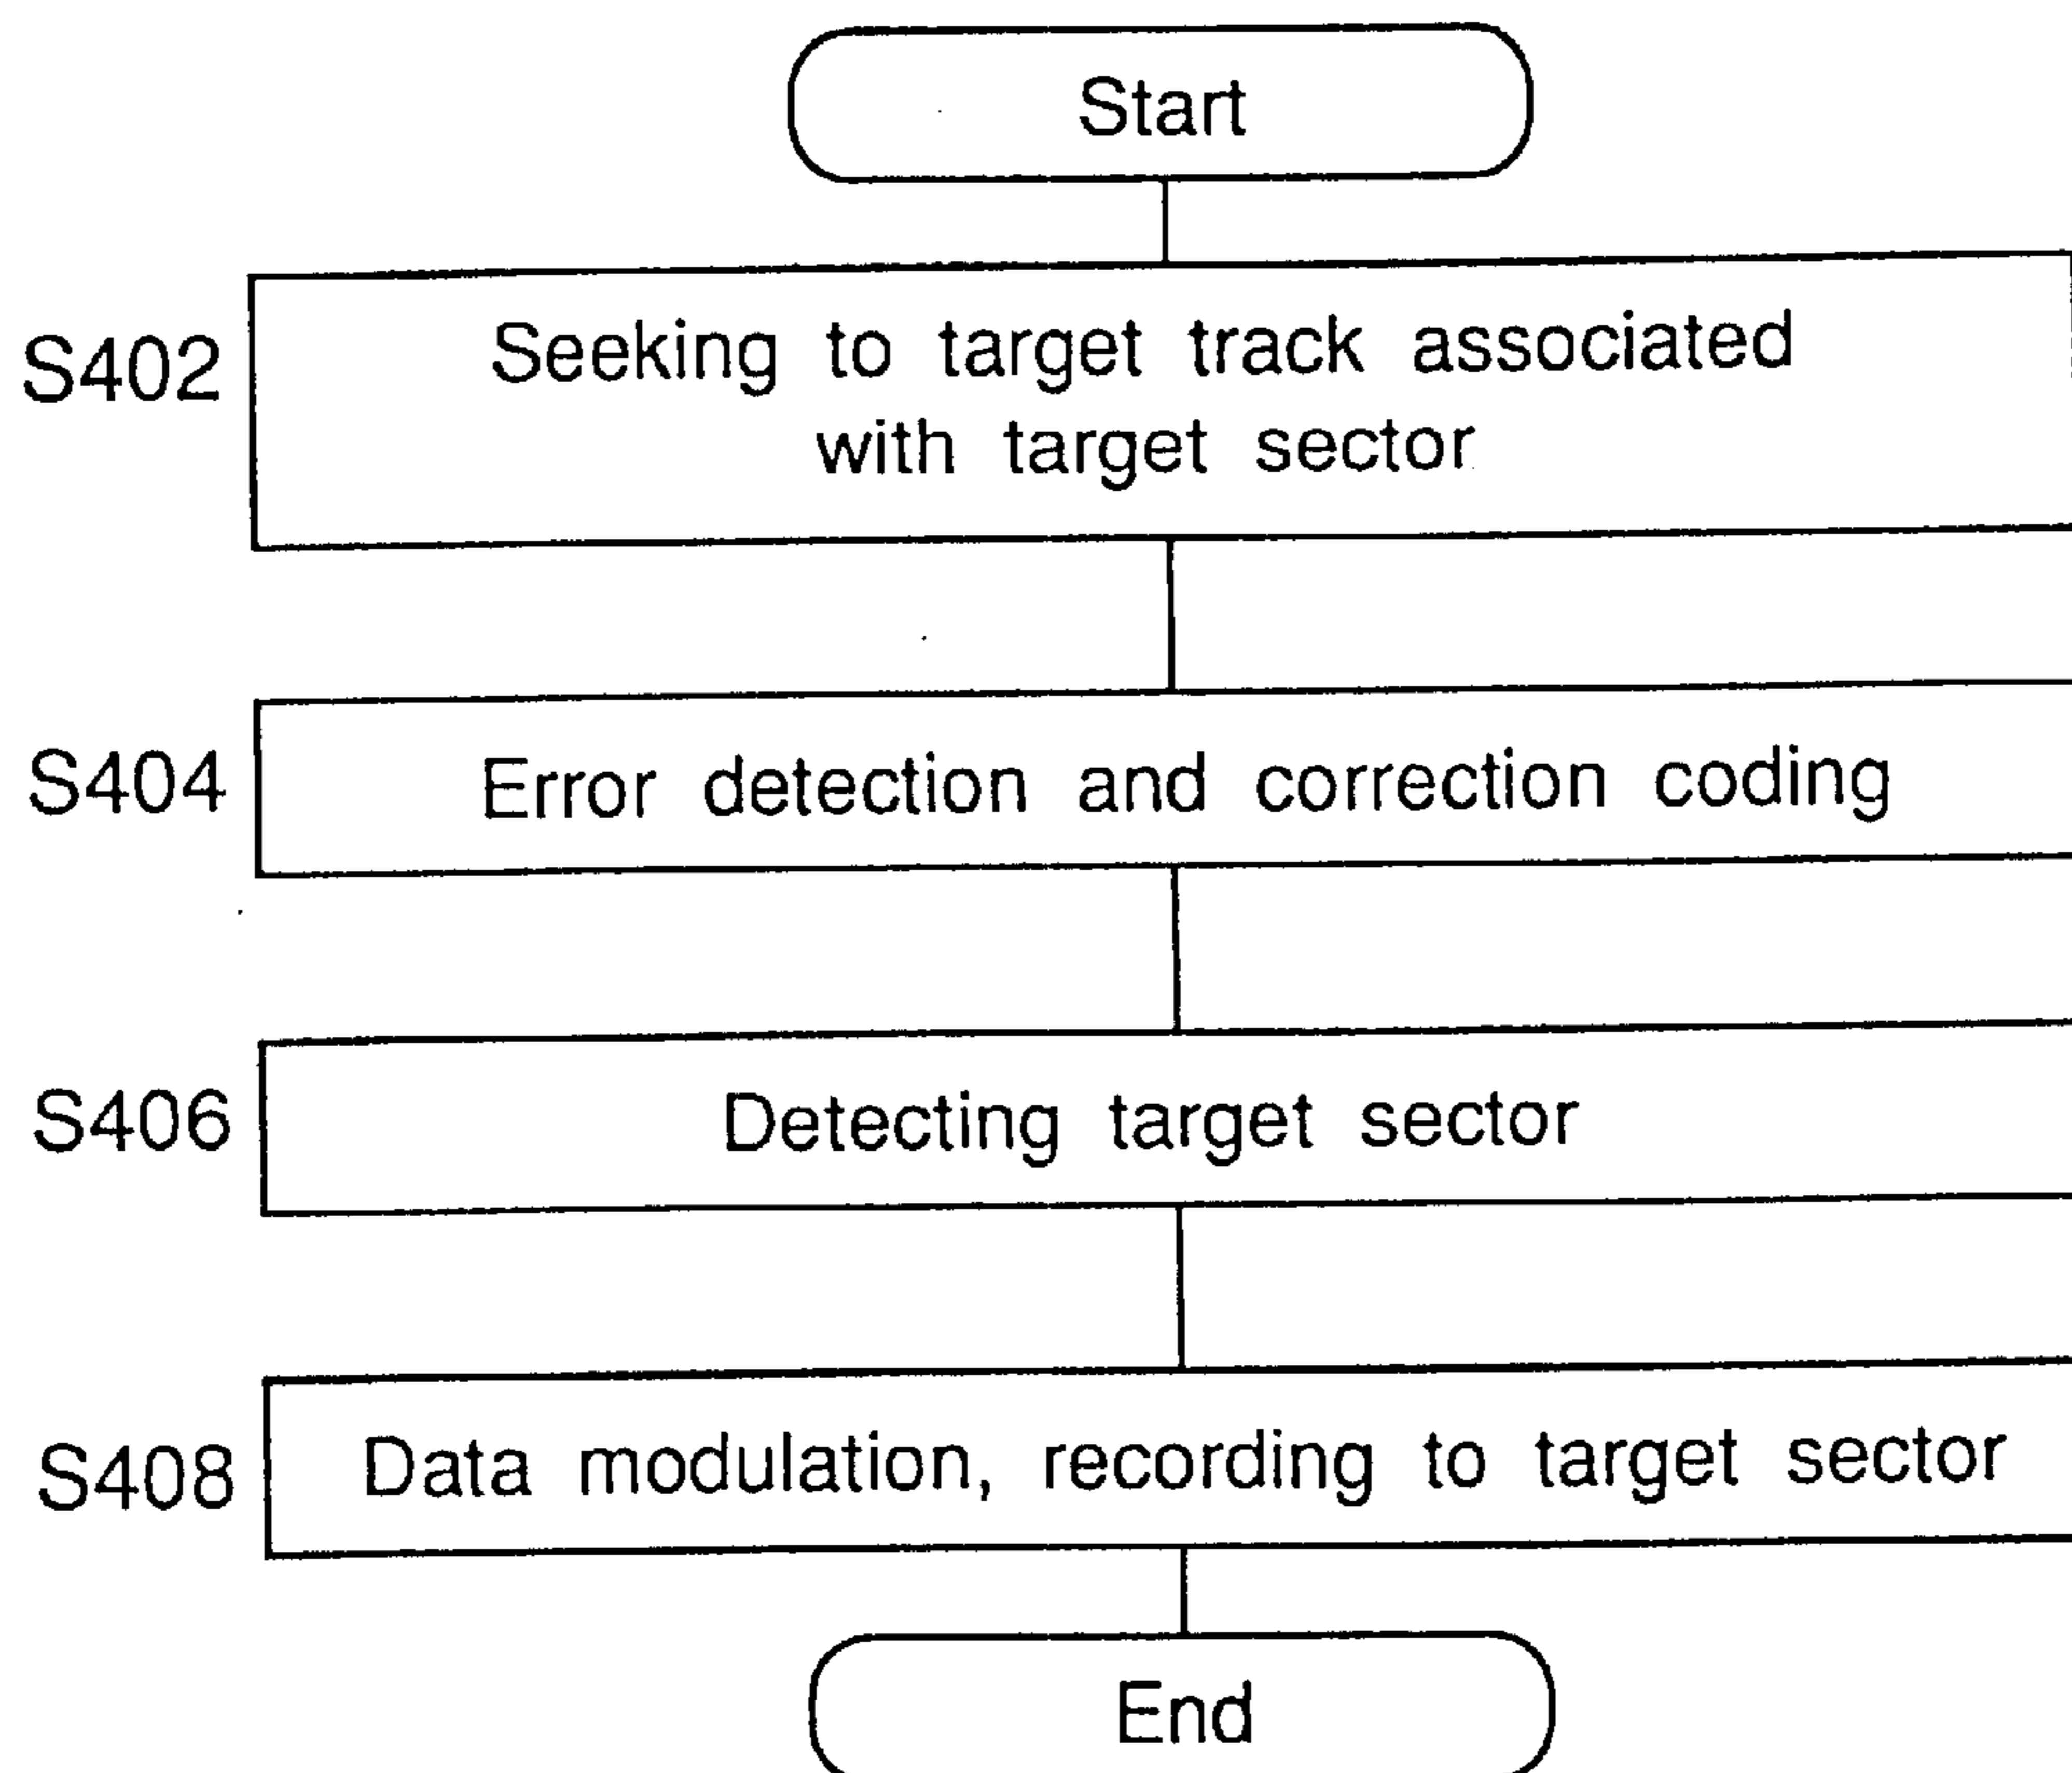 Start
S402
Seeking to target track associated
with target sector
S404
Error detection and correction coding
S406
Detecting target sector
S408
Data modulation, recording to target sector
End